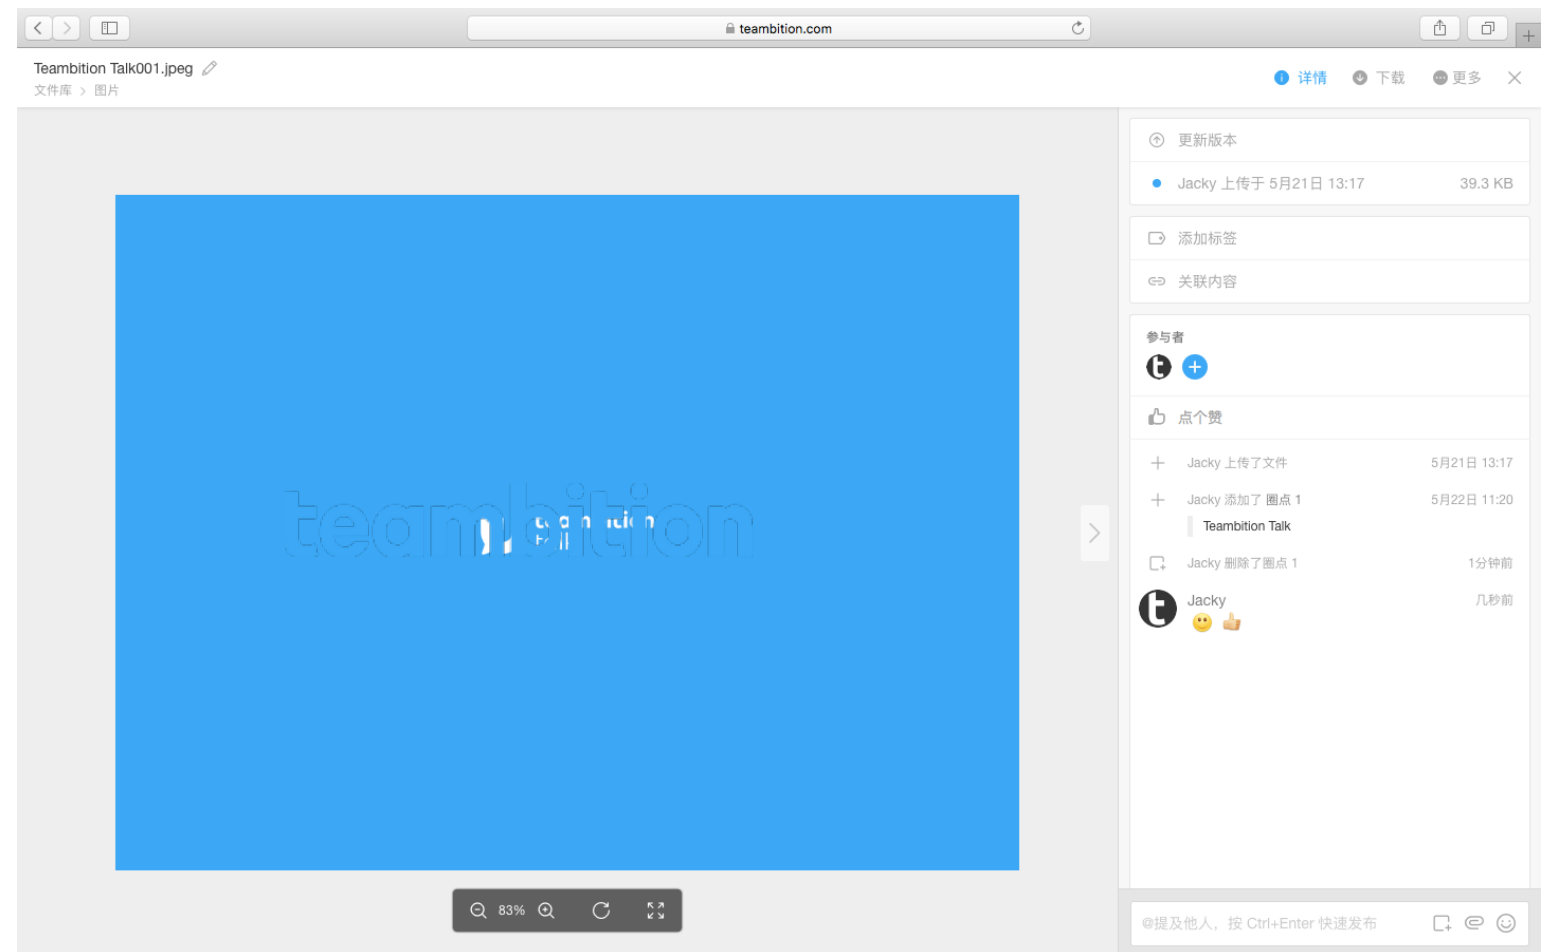 teambition.com
Teambition Talk001.jpeg
文件库 > 图片
详情 下载 更多
更新版本
Jacky 上传于 5月21日 13:17 39.3 KB
添加标签
关联内容
teambition
参与者
点个赞
Jacky 上传了文件 5月21日 13:17
Jacky 添加了 圈点 1 5月22日 11:20
Teambition Talk
Jacky 删除了圈点 1 1分钟前
Jacky 几秒前
83%
@提及他人，按 Ctrl+Enter 快速发布